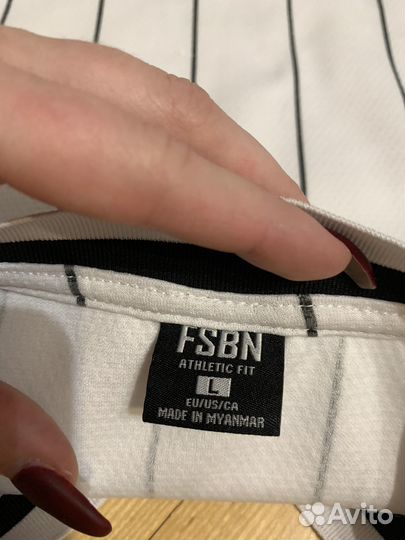 FSBN
ATHLETIC FIT
L
EU/US/CA
MADE IN MYANMAR
Avito